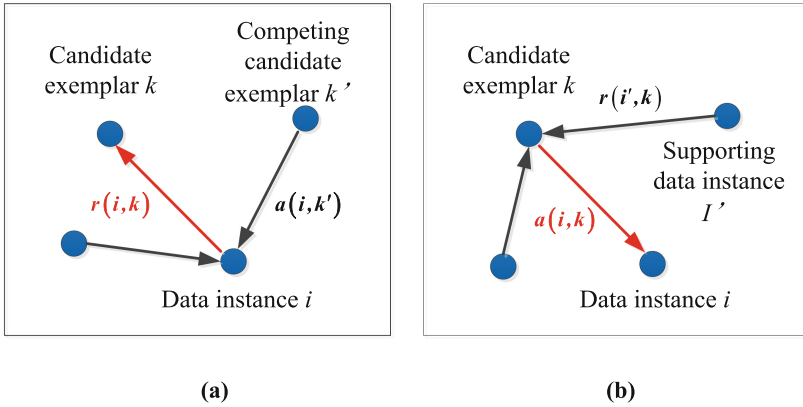 Candidate
exemplar k
Competing
candidate
exemplar k’
r(i,k)
a(i,k′)
Data instance i
(a)
Candidate
exemplar k
r(i′,k)
Supporting
data instance
I’
a(i,k)
Data instance i
(b)